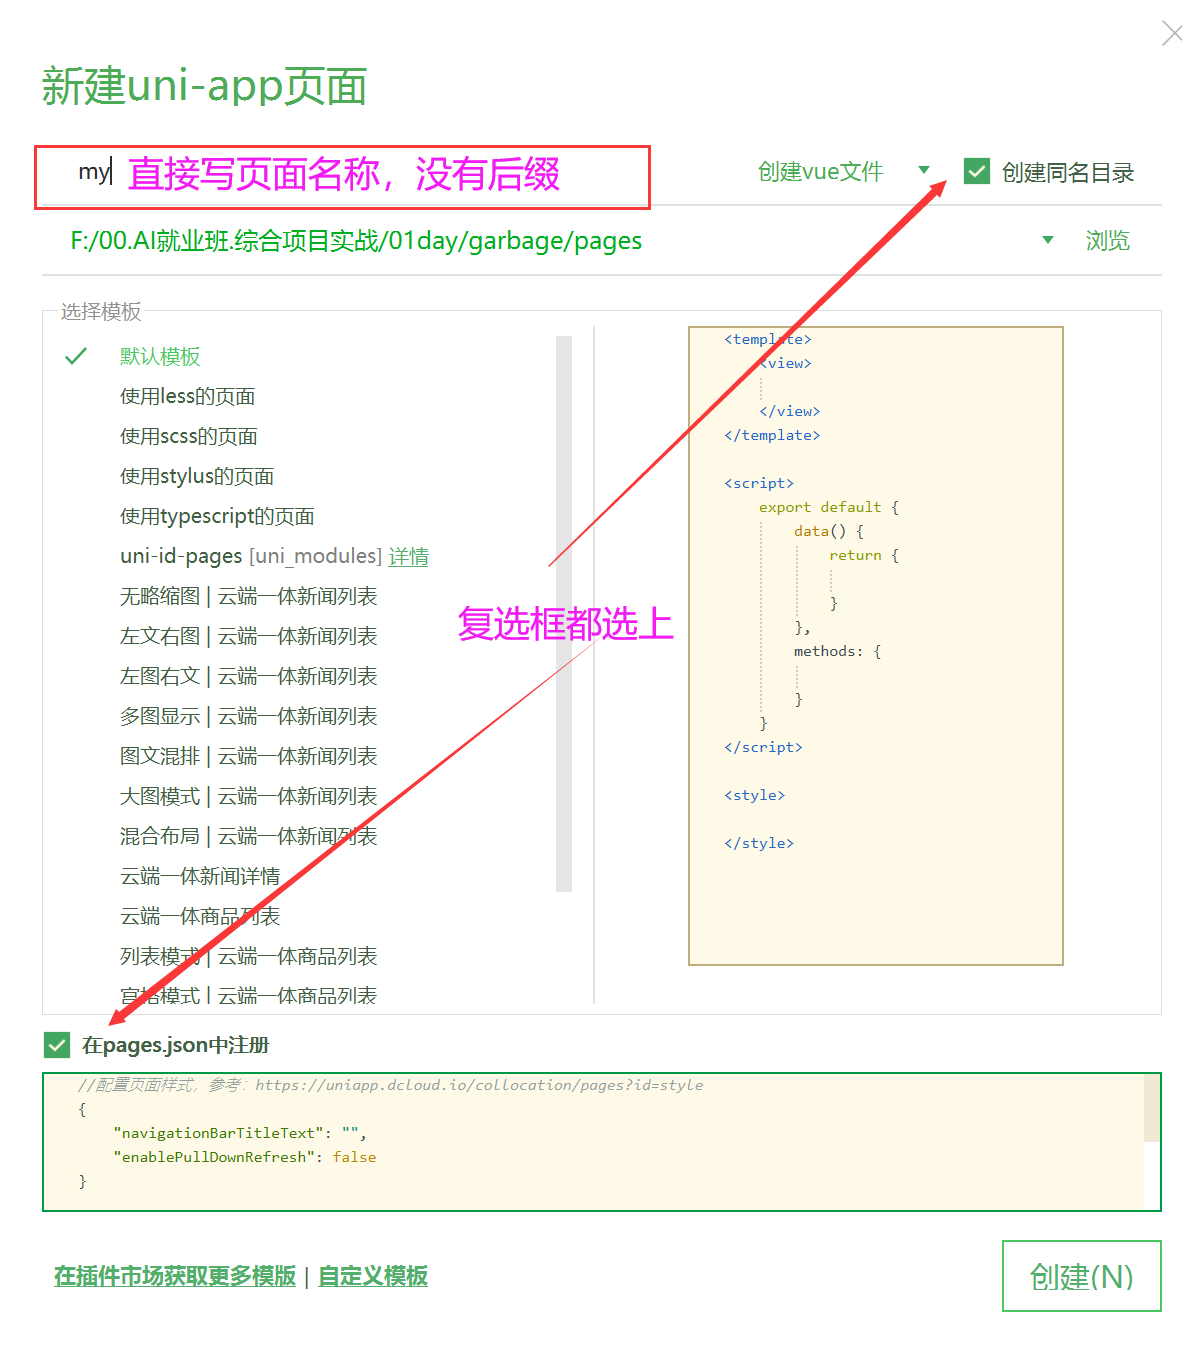 新建uni-app页面
my 直接写页面名称，没有后缀
创建vue文件
创建同名目录
F:/00.AI就业班.综合项目实战/01day/garbage/pages
浏览
选择模板
默认模板
使用less的页面
使用scss的页面
使用stylus的页面
使用typescript的页面
uni-id-pages [uni_modules] 详情
无略缩图 | 云端一体新闻列表
左文右图 | 云端一体新闻列表
左图右文 | 云端一体新闻列表
多图显示 | 云端一体新闻列表
图文混排 | 云端一体新闻列表
大图模式 | 云端一体新闻列表
混合布局 | 云端一体新闻列表
云端一体新闻详情
云端一体商品列表
列表模式 | 云端一体商品列表
宫格模式 | 云端一体商品列表
复选框都选上
<template>
<view>
</view>
</template>
<script>
export default {
data() {
return {
}
},
methods: {
}
}
</script>
<style>
</style>
在pages.json中注册
//配置页面样式，参考：https://uniapp.dcloud.io/collocation/pages?id=style
{
"navigationBarTitleText": "",
"enablePullDownRefresh": false
}
在插件市场获取更多模版 | 自定义模板
创建(N)